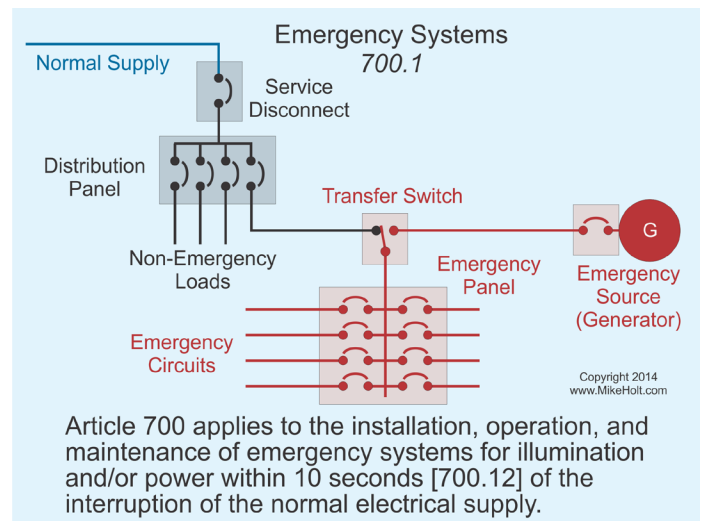 Emergency Systems
700.1
Normal Supply
Service
Disconnect
Distribution
Panel
Transfer Switch
G
Non-Emergency
Loads
Emergency
Panel
Emergency
Source
(Generator)
Emergency
Circuits
Copyright 2014
www.MikeHolt.com
Article 700 applies to the installation, operation, and
maintenance of emergency systems for illumination
and/or power within 10 seconds [700.12] of the
interruption of the normal electrical supply.